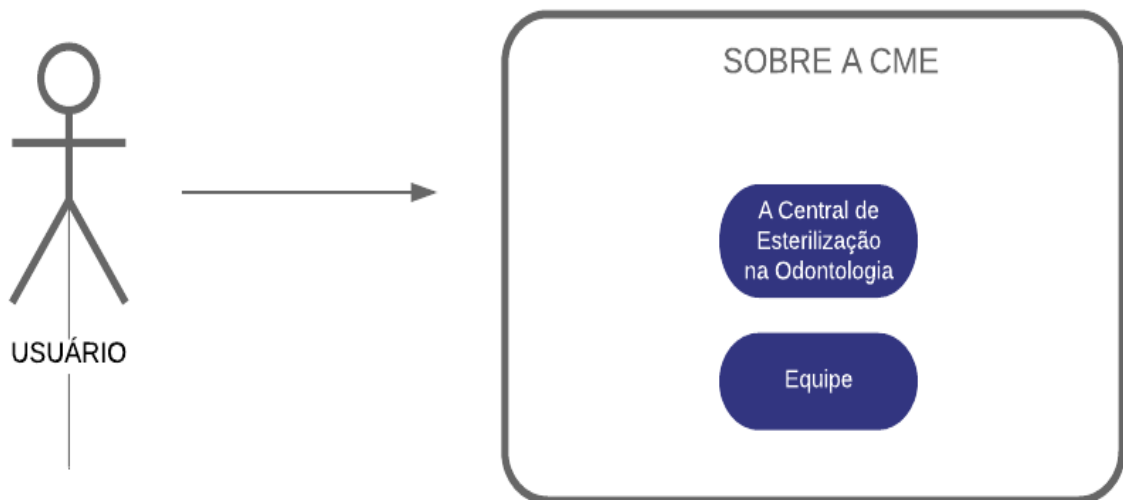 SOBRE A CME
A Central de
Esterilização
na Odontologia
USUÁRIO
Equipe